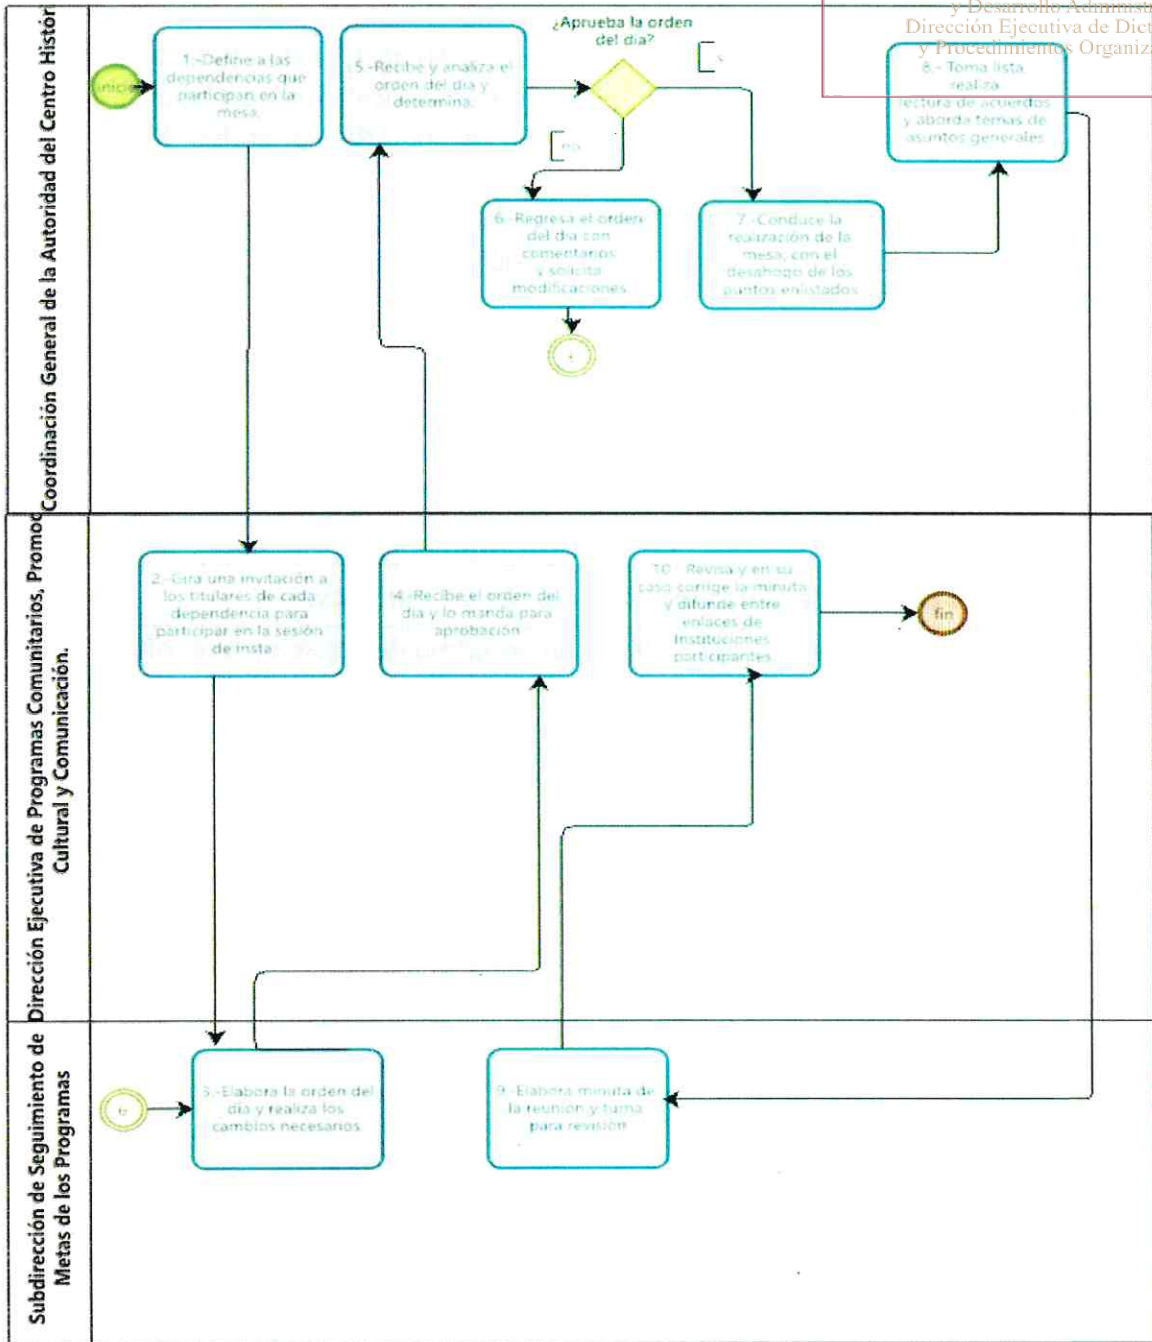 Coordinación General de la Autoridad del Centro Histór
inicio
1.-Define a las
dependencias que
participan en la
mesa.
5.-Recibe y analiza el
orden del día y
determina.
¿Aprueba la orden
del día?
no
6.-Regresa el orden
del día con
comentarios
y solicita
modificaciones
7.-Conduce la
realización de la
mesa, con el
desahogo de los
puntos enlistados
8.- Toma lista,
realiza
lectura de acuerdos
y aborda temas de
asuntos generales
y Desarrollo Administ
Dirección Ejecutiva de Dict
y Procedimientos Organiza
Dirección Ejecutiva de Programas Comunitarios, Promoc
Cultural y Comunicación.
2.-Gira una invitación a
los titulares de cada
dependencia para
participar en la sesión
de insta
4.-Recibe el orden del
día y lo manda para
aprobación
10.- Revisa y en su
caso corrige la minuta
y difunde entre
enlaces de
Instituciones
participantes
fin
Subdirección de Seguimiento de
Metas de los Programas
3.-Elabora la orden del
día y realiza los
cambios necesarios
9.-Elabora minuta de
la reunión y turna
para revisión